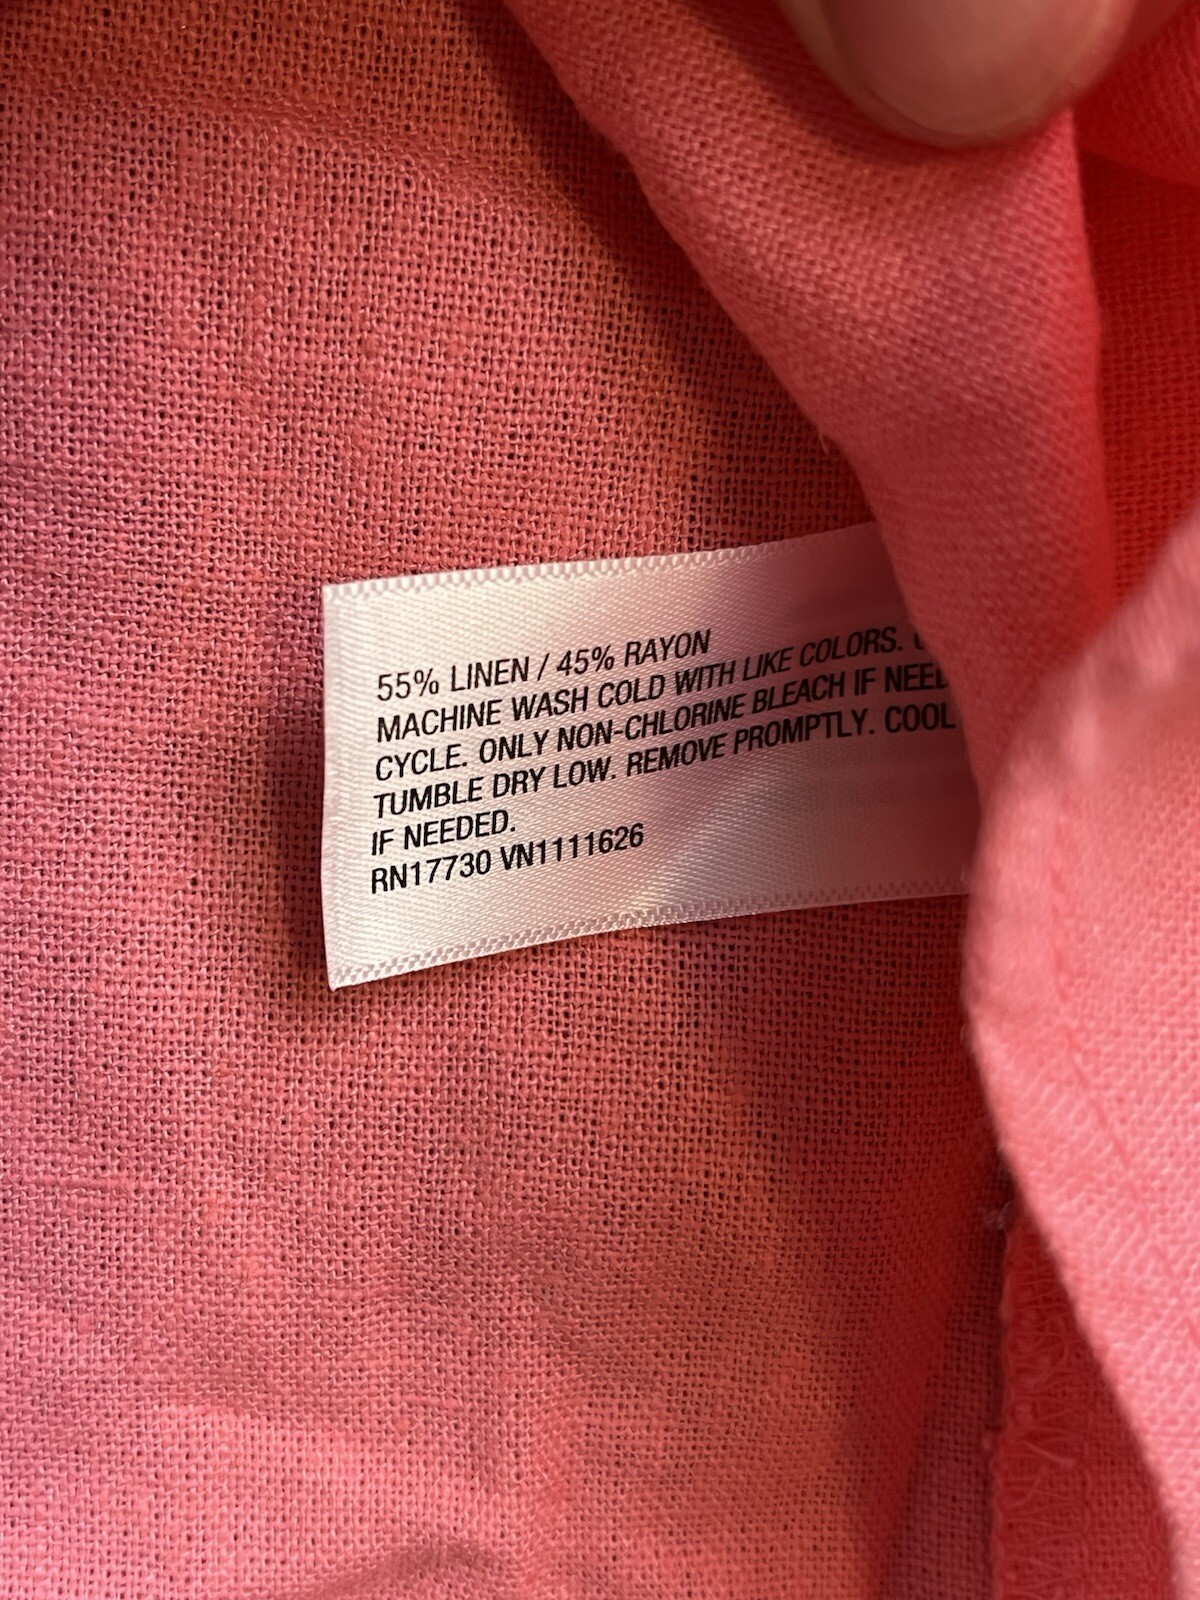 55% LINEN / 45% RAYON
MACHINE WASH COLD WITH LIKE COLORS.
CYCLE. ONLY NON-CHLORINE BLEACH IF
TUMBLE DRY LOW. REMOVE PROMPTLY. COOL
IF NEEDED.
RN17730 VN1111626